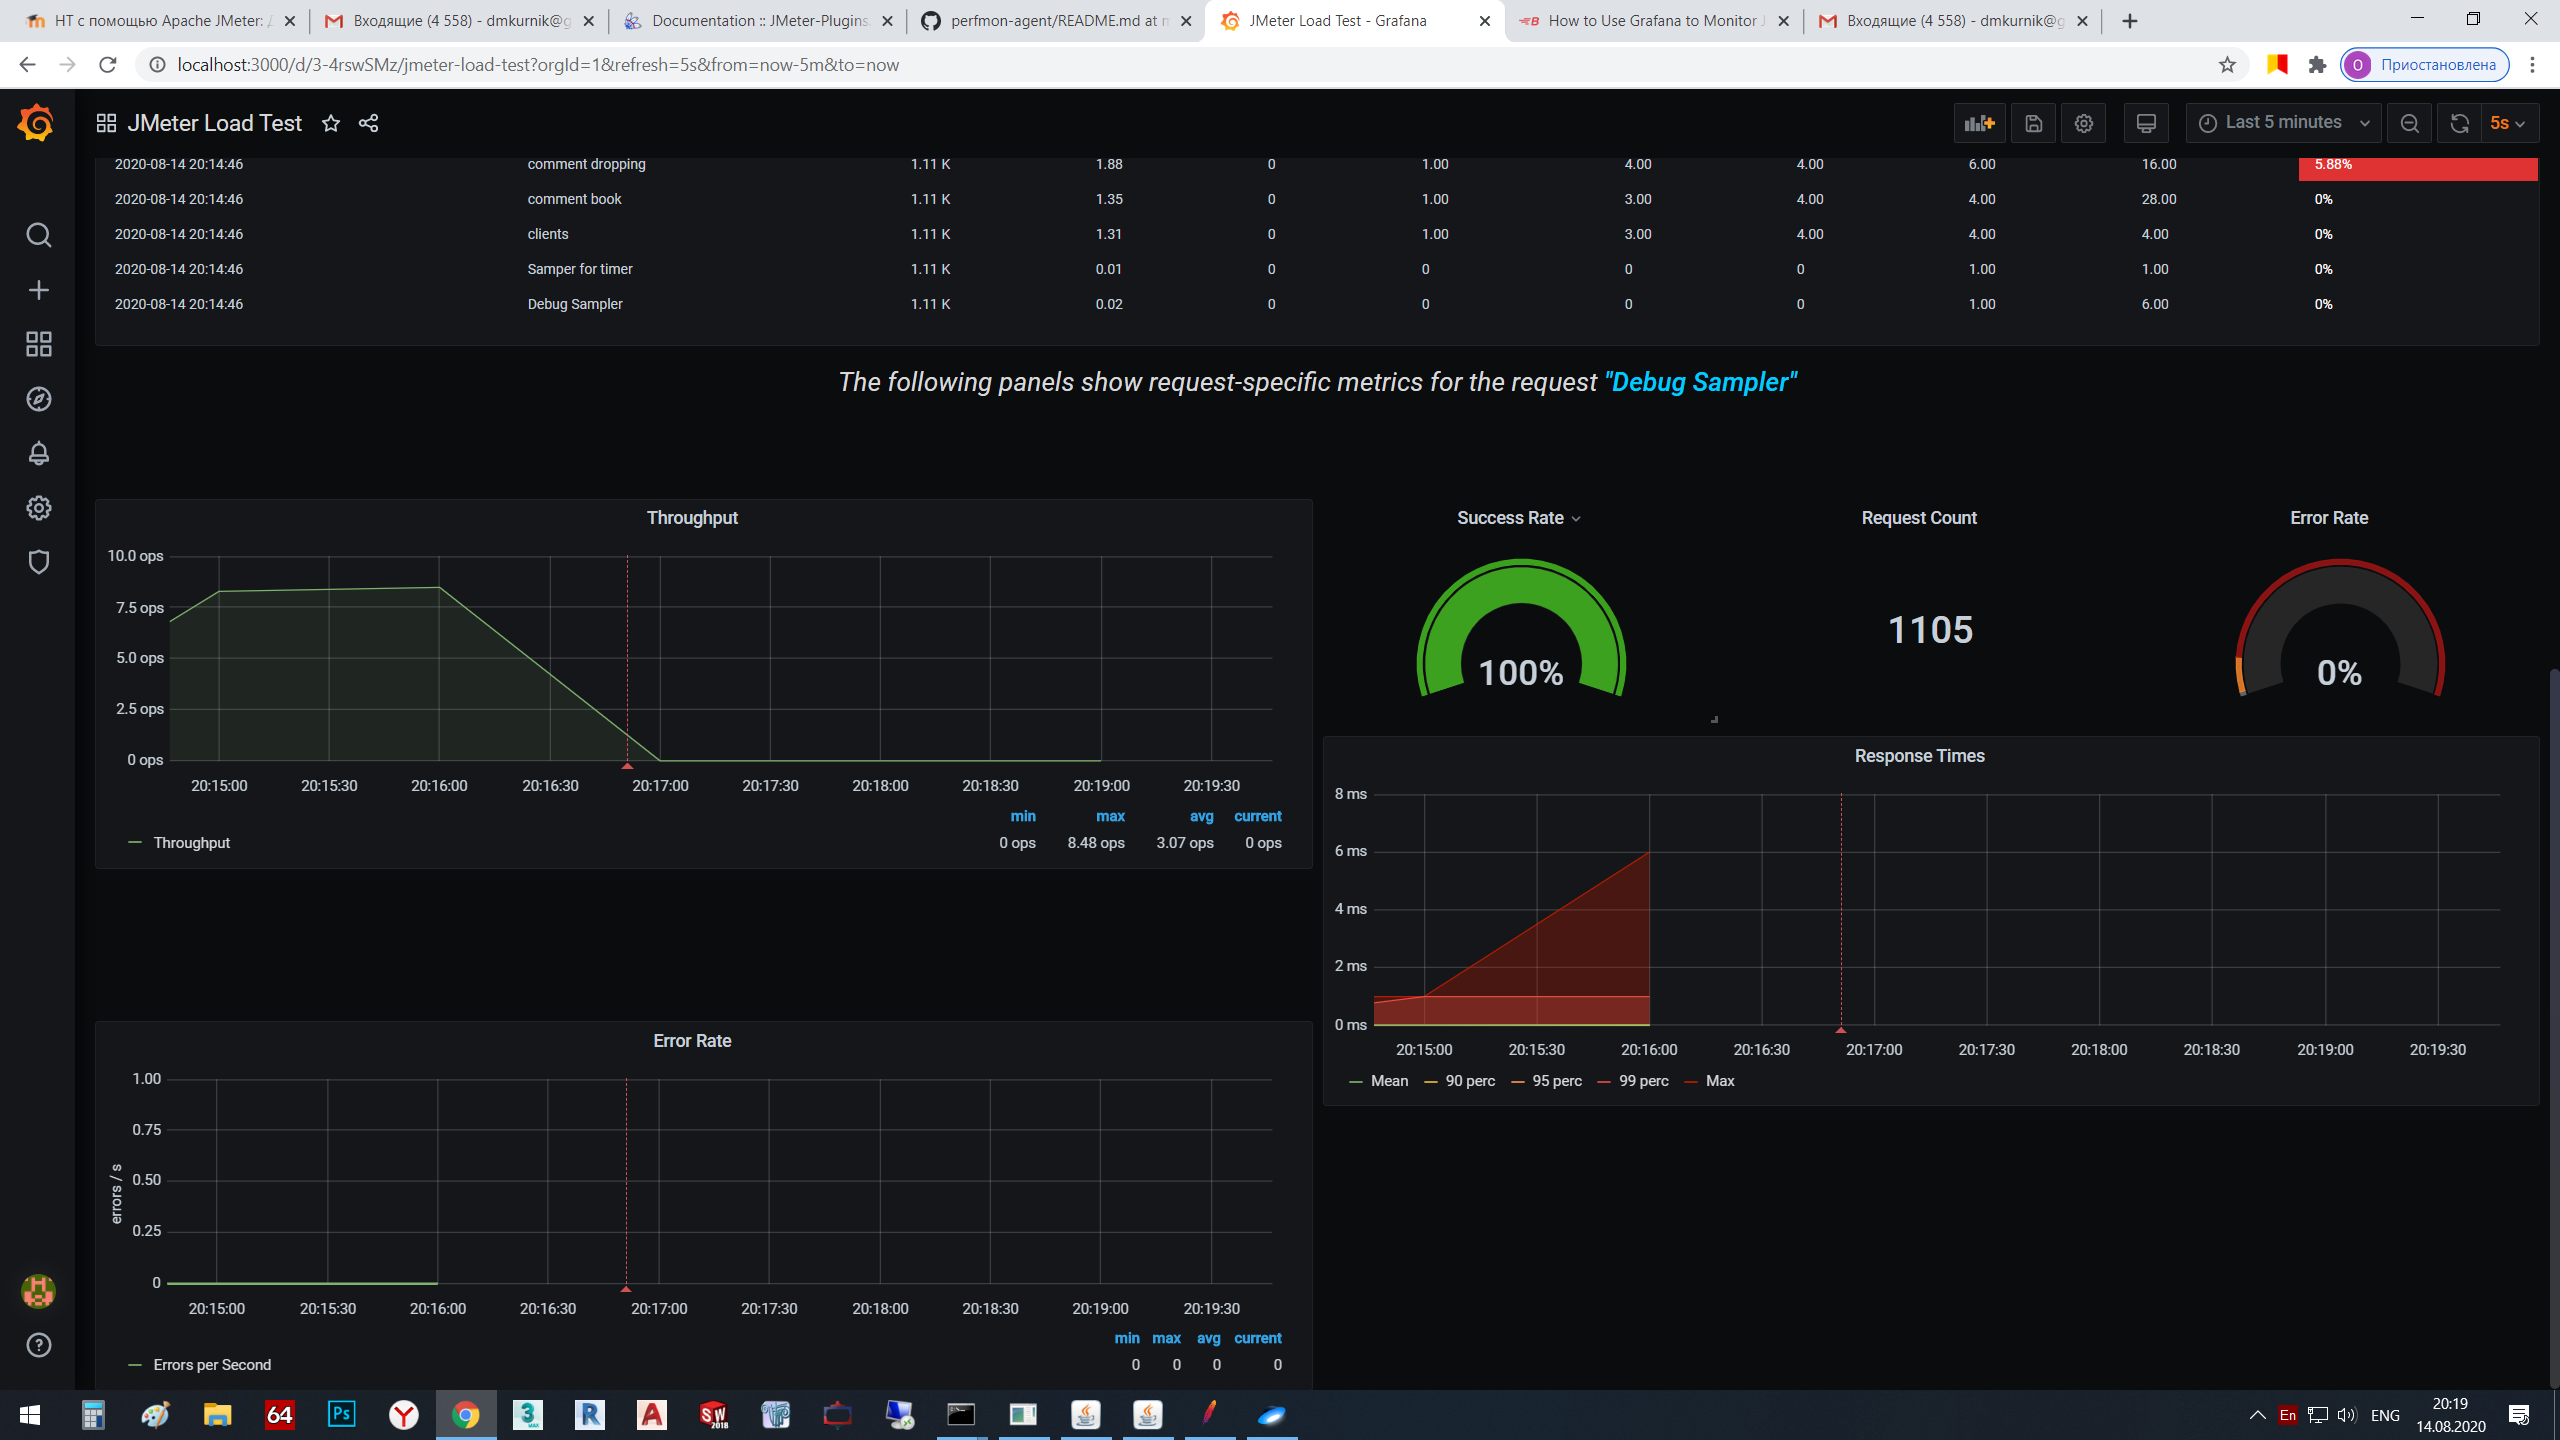 НТ с помощью Apache JMeter: Д
Входящие (4 558) - dmkurnik@g
Documentation :: JMeter-Plugins.
perfmon-agent/README.md at m
JMeter Load Test - Grafana
How to Use Grafana to Monitor J
Входящие (4 558) - dmkurnik@g
localhost:3000/d/3-4rswSMz/jmeter-load-test?orgId=1&refresh=5s&from=now-5m&to=now
O Приостановлена
JMeter Load Test
Last 5 minutes
5s
2020-08-14 20:14:46 comment dropping 1.11 K 1.88 0 1.00 4.00 4.00 6.00 16.00 5.88%
2020-08-14 20:14:46 comment book 1.11 K 1.35 0 1.00 3.00 4.00 4.00 28.00 0%
2020-08-14 20:14:46 clients 1.11 K 1.31 0 1.00 3.00 4.00 4.00 4.00 0%
2020-08-14 20:14:46 Samper for timer 1.11 K 0.01 0 0 0 0 1.00 1.00 0%
2020-08-14 20:14:46 Debug Sampler 1.11 K 0.02 0 0 0 0 1.00 6.00 0%
The following panels show request-specific metrics for the request "Debug Sampler"
Throughput
10.0 ops
7.5 ops
5.0 ops
2.5 ops
0 ops
20:15:00 20:15:30 20:16:00 20:16:30 20:17:00 20:17:30 20:18:00 20:18:30 20:19:00 20:19:30
min max avg current
Throughput 0 ops 8.48 ops 3.07 ops 0 ops
Success Rate
100%
Request Count
1105
Error Rate
0%
Response Times
8 ms
6 ms
4 ms
2 ms
0 ms
20:15:00 20:15:30 20:16:00 20:16:30 20:17:00 20:17:30 20:18:00 20:18:30 20:19:00 20:19:30
Mean 90 perc 95 perc 99 perc Max
Error Rate
errors / s
1.00
0.75
0.50
0.25
0
20:15:00 20:15:30 20:16:00 20:16:30 20:17:00 20:17:30 20:18:00 20:18:30 20:19:00 20:19:30
min max avg current
Errors per Second 0 0 0 0
64
Ps
Y
3
MAX
R
A
SW
2018
En
ENG
20:19
14.08.2020